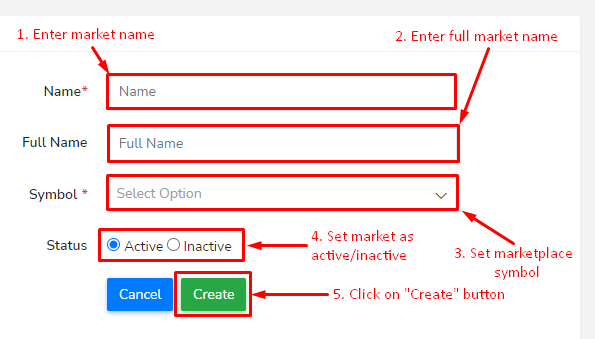 1. Enter market name
2. Enter full market name
Name*
Name
Full Name
Full Name
Symbol *
Select Option
Status
Active
Inactive
4. Set market as
active/inactive
3. Set marketplace
symbol
Cancel
Create
5. Click on "Create" button